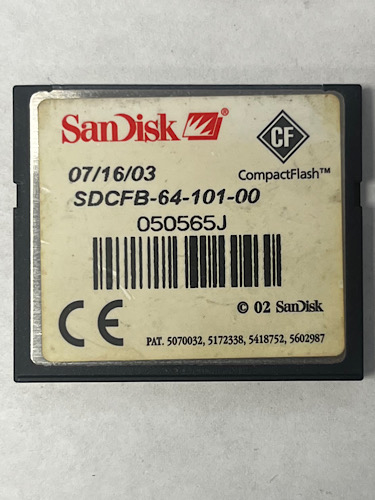 SanDisk ®
CF
07/16/03
CompactFlash™
SDCFB-64-101-00
050565J
© 02 SanDisk
CE
PAT. 5070032, 5172338, 5418752, 5602987